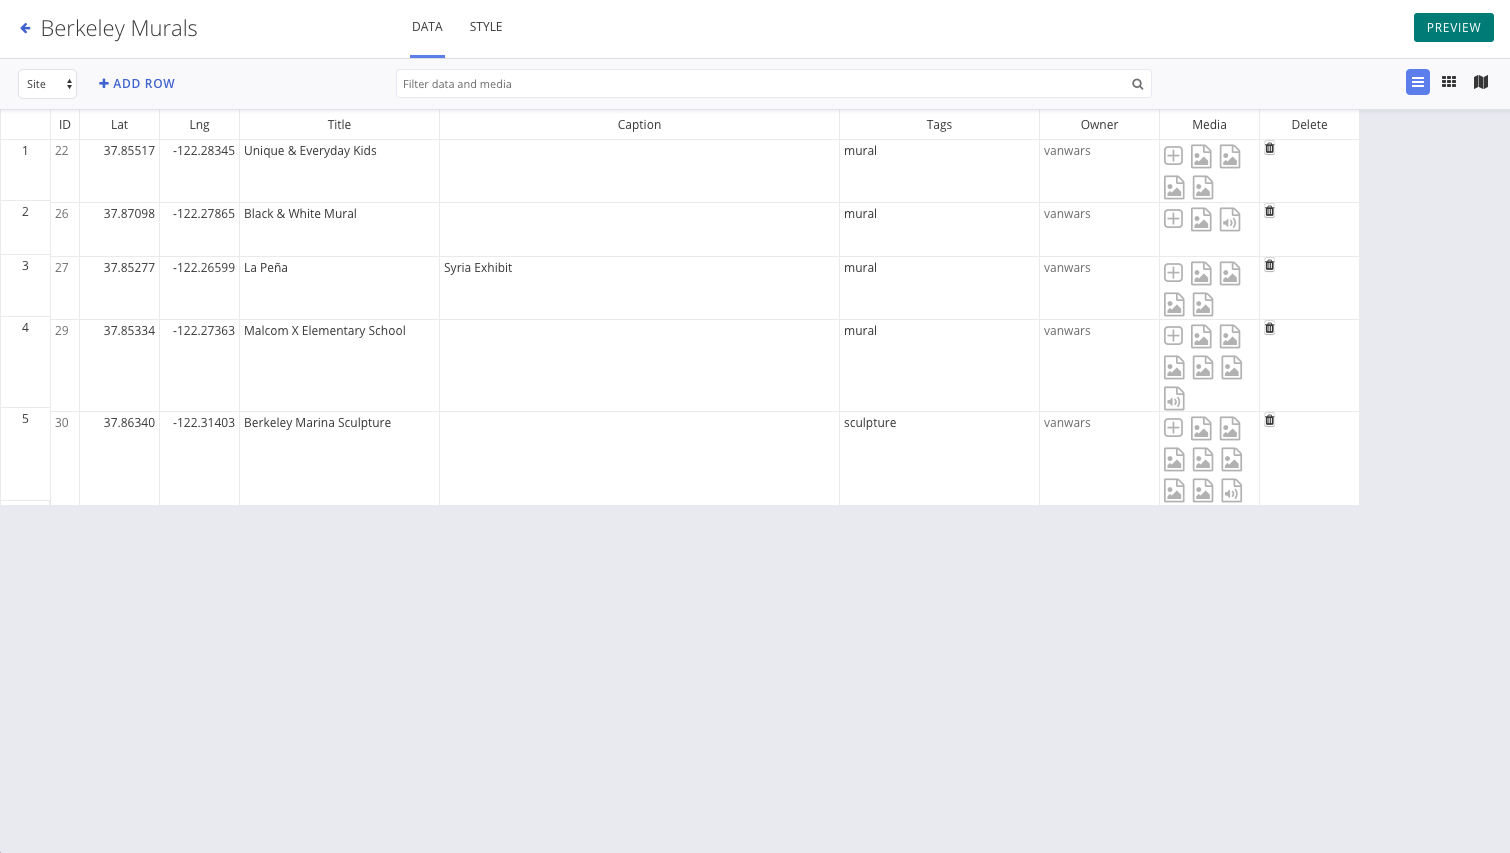 Berkeley Murals
DATA STYLE
PREVIEW
Site
ADD ROW
Filter data and media
ID Lat Lng Title Caption Tags Owner Media Delete
1 22 37.85517 -122.28345 Unique & Everyday Kids mural vanwars
2 26 37.87098 -122.27865 Black & White Mural mural vanwars
3 27 37.85277 -122.26599 La Peña Syria Exhibit mural vanwars
4 29 37.85334 -122.27363 Malcom X Elementary School mural vanwars
5 30 37.86340 -122.31403 Berkeley Marina Sculpture sculpture vanwars